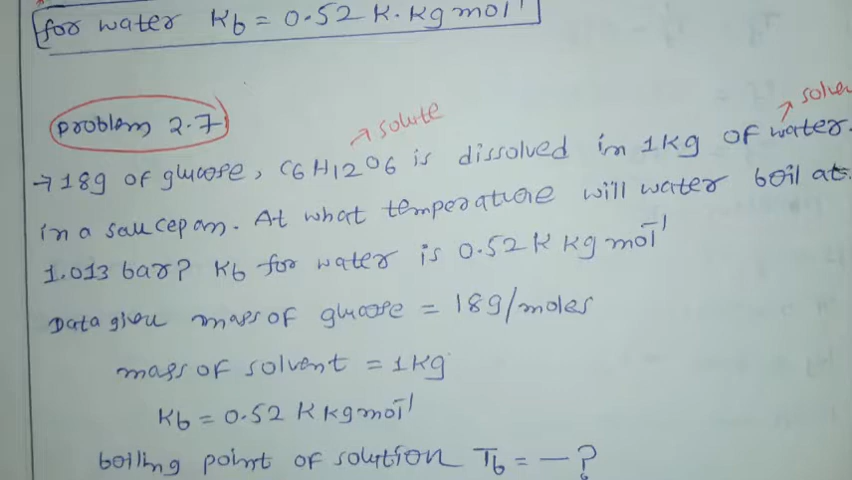 for water Kb = 0.52 K.Kg mol⁻¹
Problem 2.7
→ solute
→ solve
→ 18g of glucose, C6H12O6 is dissolved in 1Kg of water.
in a saucepan. At what temperature will water boil at.
1.013 bar? Kb for water is 0.52 K Kg mol⁻¹
Data given mass of glucose = 18g/moles
mass of solvent = 1Kg
Kb = 0.52 K Kg mol⁻¹
boiling point of solution Tb = — ?